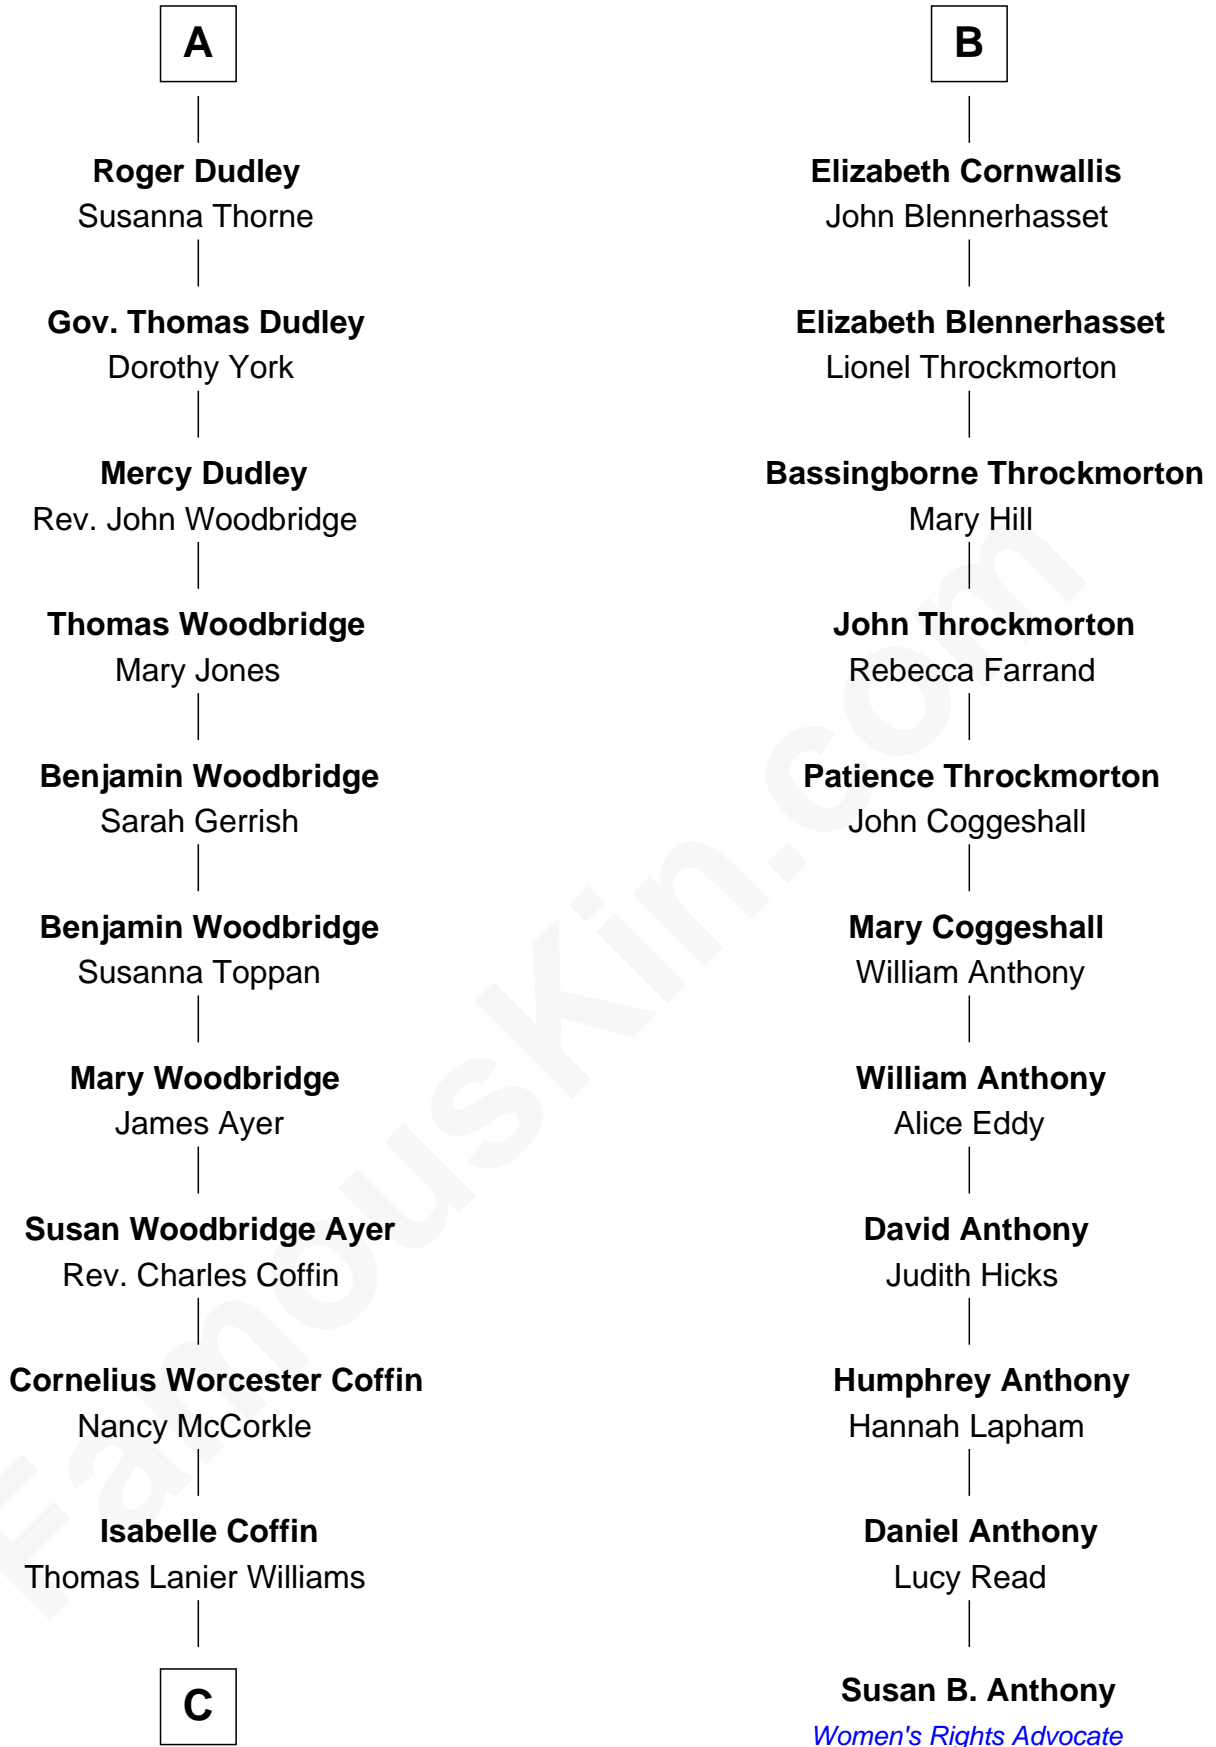 A
Roger Dudley
Susanna Thorne
Gov. Thomas Dudley
Dorothy York
Mercy Dudley
Rev. John Woodbridge
Thomas Woodbridge
Mary Jones
Benjamin Woodbridge
Sarah Gerrish
Benjamin Woodbridge
Susanna Toppan
Mary Woodbridge
James Ayer
Susan Woodbridge Ayer
Rev. Charles Coffin
Cornelius Worcester Coffin
Nancy McCorkle
Isabelle Coffin
Thomas Lanier Williams
C
B
Elizabeth Cornwallis
John Blennerhasset
Elizabeth Blennerhasset
Lionel Throckmorton
Bassingborne Throckmorton
Mary Hill
John Throckmorton
Rebecca Farrand
Patience Throckmorton
John Coggeshall
Mary Coggeshall
William Anthony
William Anthony
Alice Eddy
David Anthony
Judith Hicks
Humphrey Anthony
Hannah Lapham
Daniel Anthony
Lucy Read
Susan B. Anthony
Women's Rights Advocate
FamousKin.com